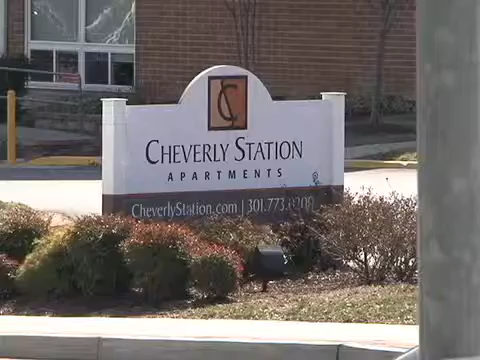 CS
CHEVERLY STATION
APARTMENTS
CheverlyStation.com | 301.773.0200